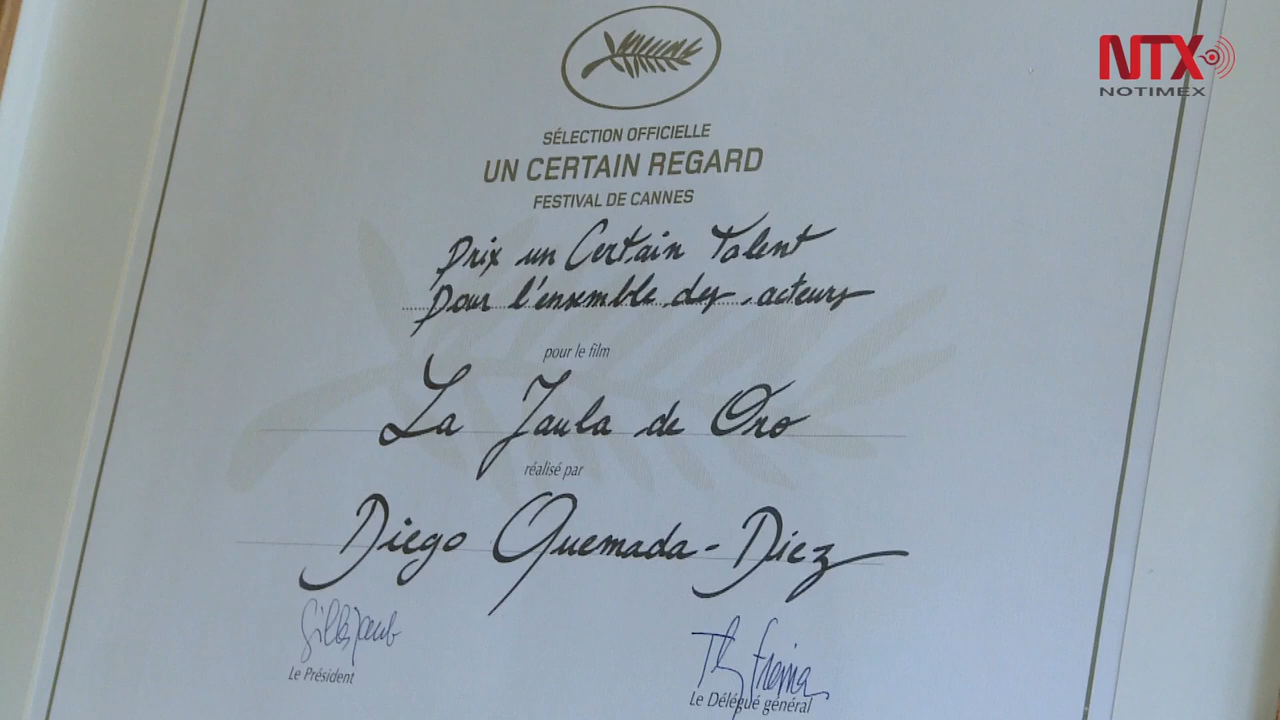 NTX
NOTIMEX
SÉLECTION OFFICIELLE
UN CERTAIN REGARD
FESTIVAL DE CANNES
Prix un Certain Talent
Pour l'ensemble des acteurs
pour le film
La Jaula de Oro
réalisé par
Diego Quemada-Diez
Le Président
Le Délégué général